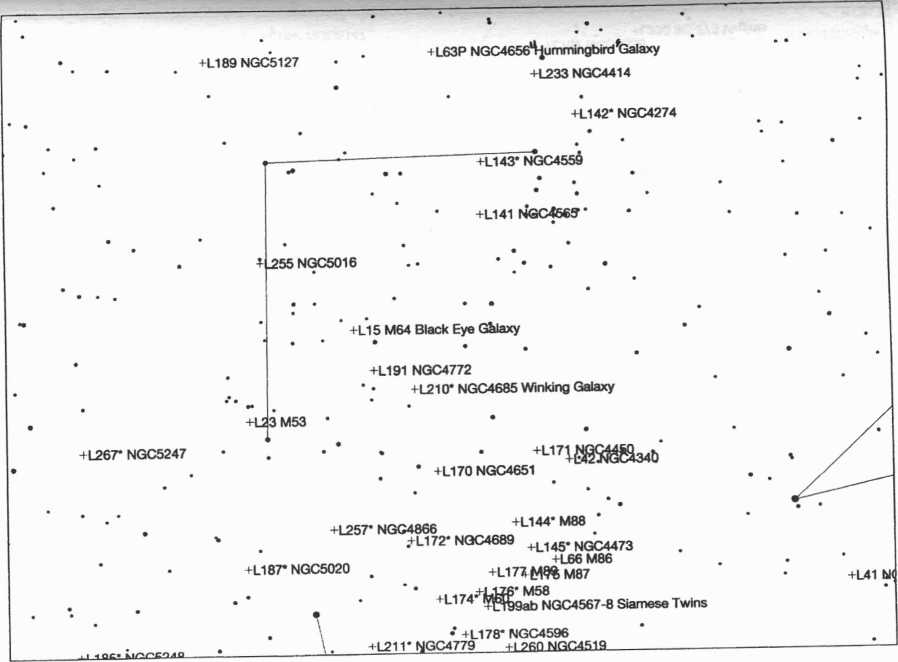 +L63P NGC4656 Hummingbird Galaxy
+L189 NGC5127
+L233 NGC4414
+L142* NGC4274
+L143* NGC4559
+L141 NGC4565
+L255 NGC5016
+L15 M64 Black Eye Galaxy
+L191 NGC4772
+L210* NGC4685 Winking Galaxy
+L23 M53
+L171 NGC4450
+L267* NGC5247
+L42 NGC4340
+L170 NGC4651
+L144* M88
+L257* NGC4866
+L172* NGC4689
+L145* NGC4473
+L66 M86
+L187* NGC5020
+L177 M89
+L175 M87
+L41
+L176* M58
+L174* M60
+L199ab NGC4567-8 Siamese Twins
+L178* NGC4596
+L211* NGC4779
+L260 NGC4519
+L185* NGC5248